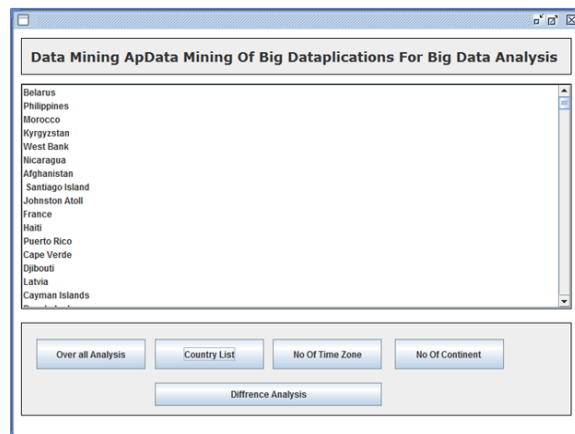 Data Mining ApData Mining Of Big Dataplications For Big Data Analysis
Belarus
Philippines
Morocco
Kyrgyzstan
West Bank
Nicaragua
Afghanistan
Santiago Island
Johnston Atoll
France
Haiti
Puerto Rico
Cape Verde
Djibouti
Latvia
Cayman Islands
Over all Analysis
Country List
No Of Time Zone
No Of Continent
Diffrence Analysis